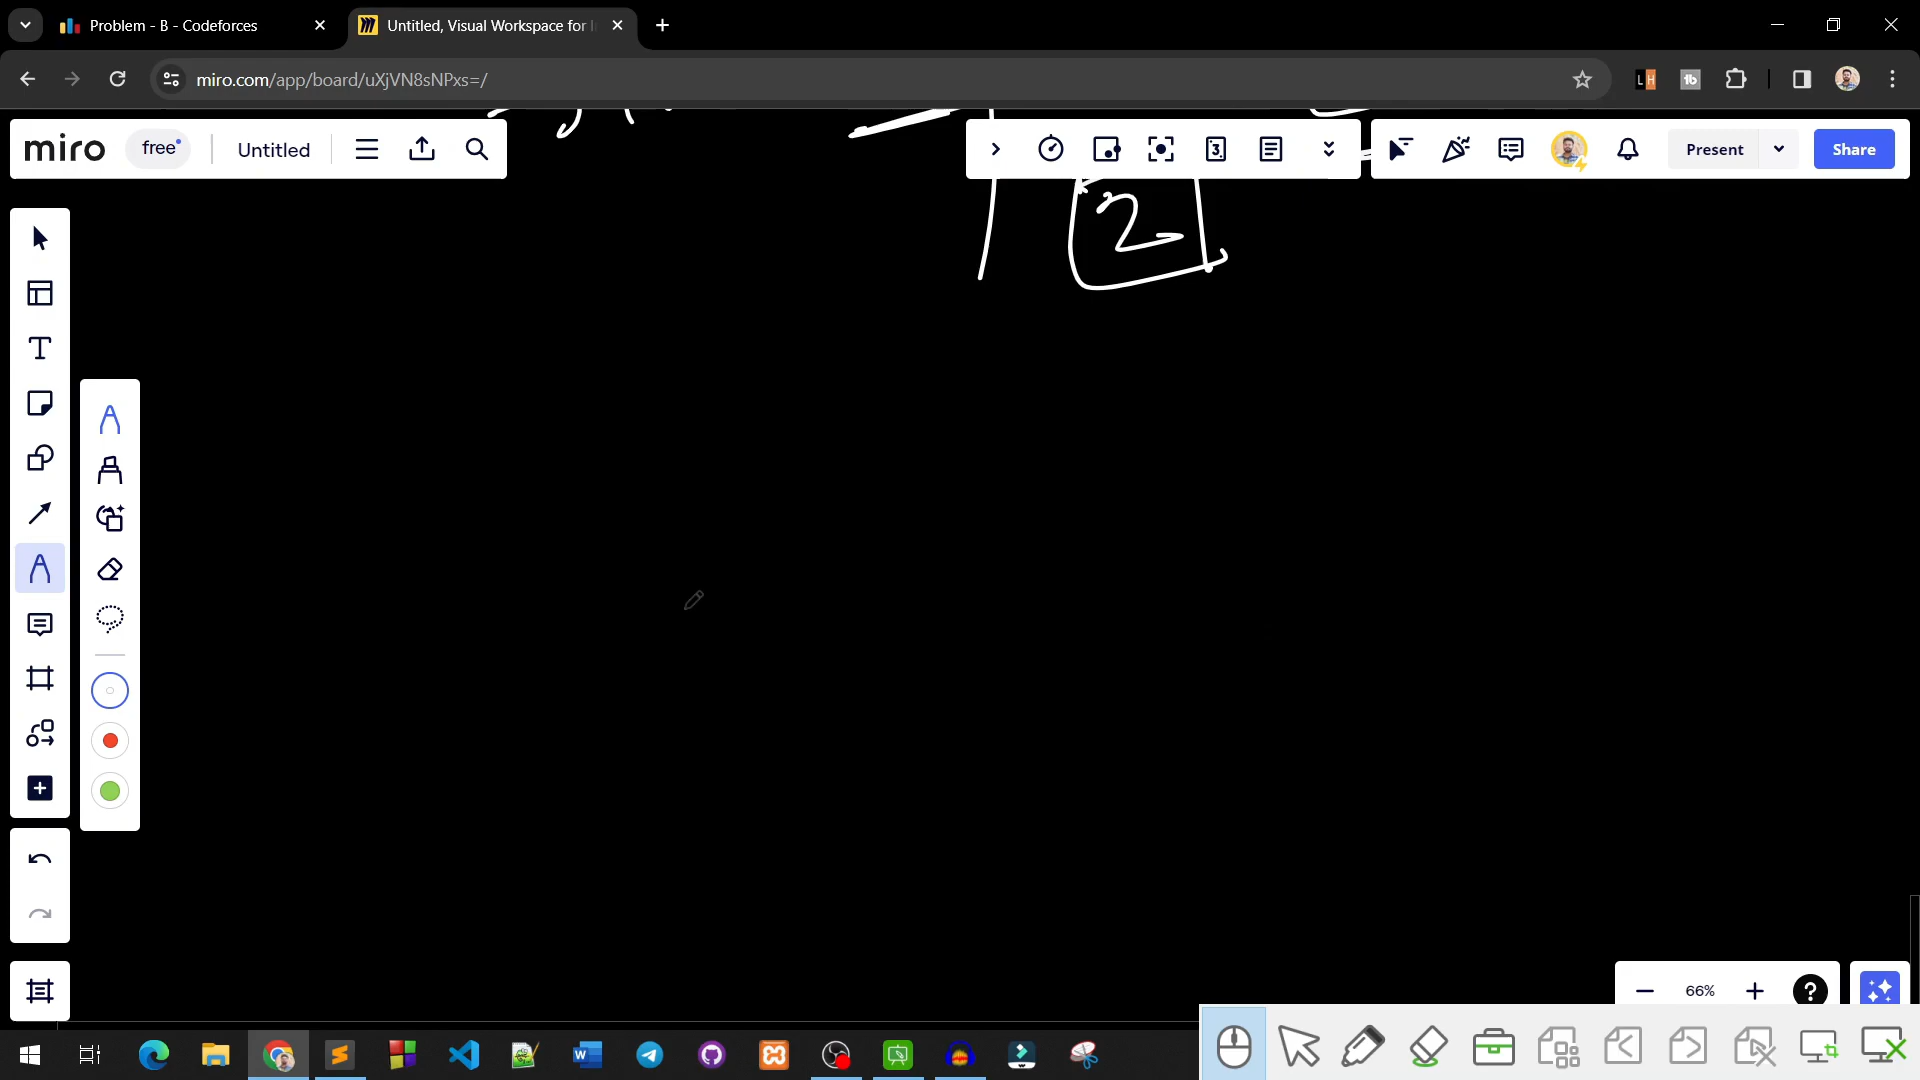 Problem - B - Codeforces
Untitled, Visual Workspace for I
miro.com/app/board/uXjVN8sNPxs=/
miro free Untitled
Present Share
2
66%